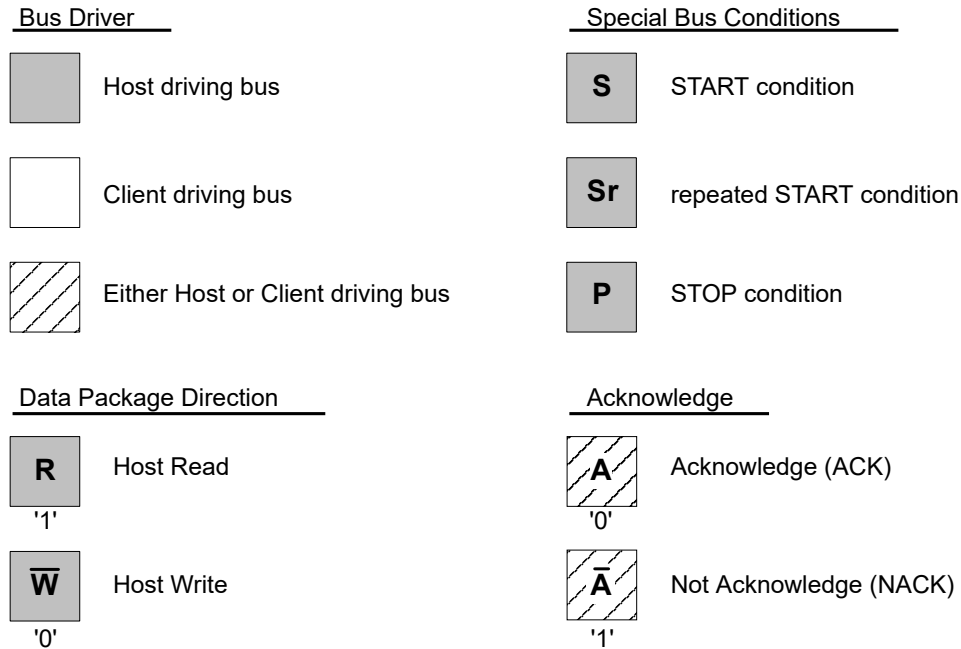 Bus Driver
Host driving bus
Client driving bus
Either Host or Client driving bus
Special Bus Conditions
S START condition
Sr repeated START condition
P STOP condition
Data Package Direction
R Host Read
'1'
W̅ Host Write
'0'
Acknowledge
A Acknowledge (ACK)
'0'
A̅ Not Acknowledge (NACK)
'1'